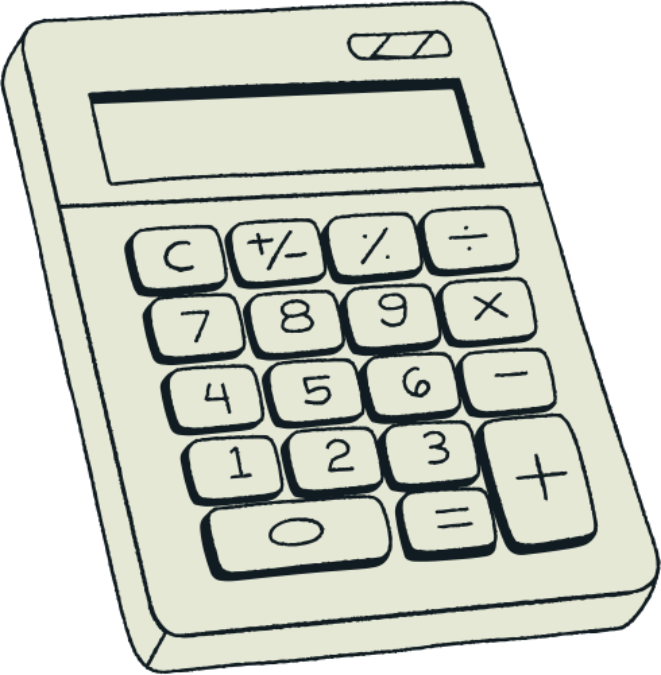 C +/- % ÷
7 8 9 ×
4 5 6 −
1 2 3 +
0 =